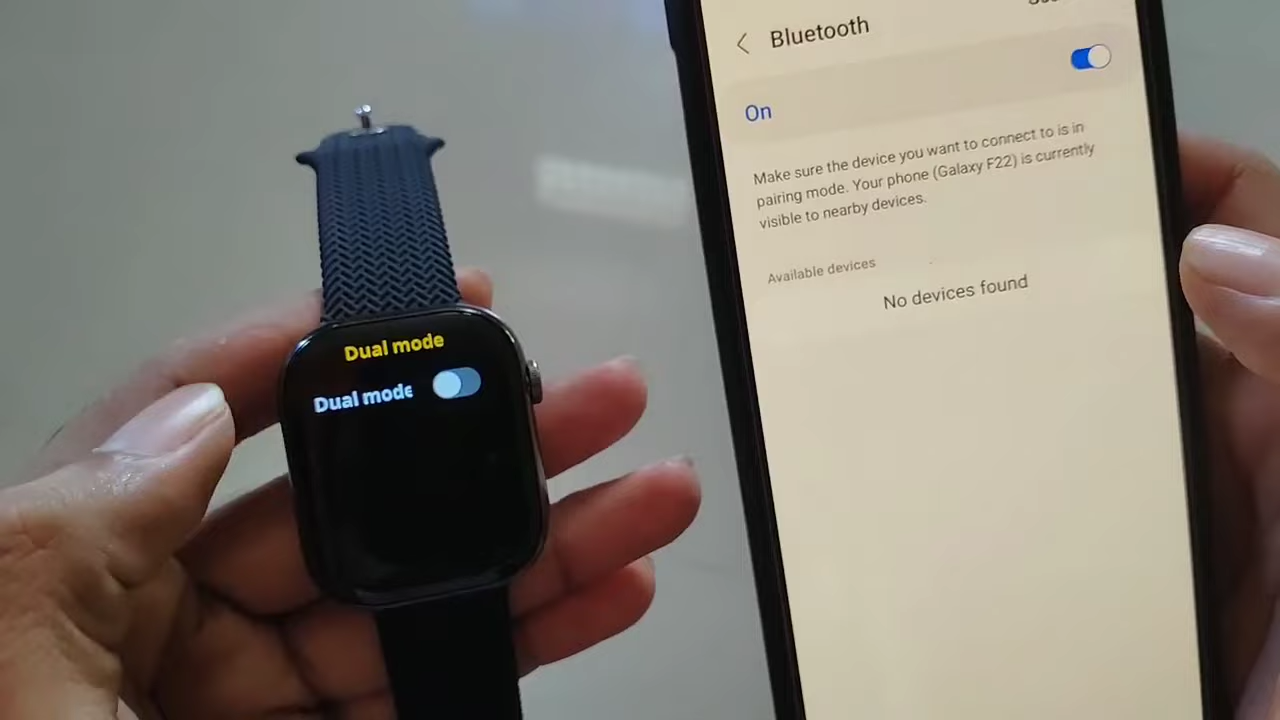 Bluetooth
On
Make sure the device you want to connect to is in
pairing mode. Your phone (Galaxy F22) is currently
visible to nearby devices.
Available devices
No devices found
Dual mode
Dual mode